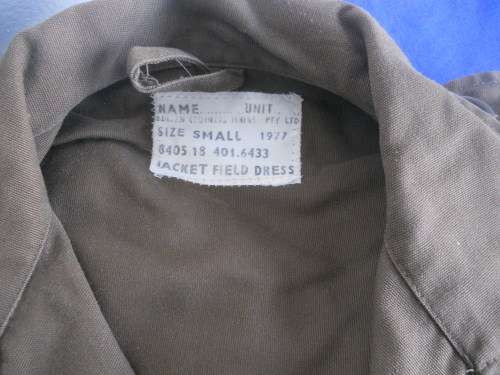 NAME UNIT
PTY LTD
SIZE SMALL 1977
8405.18 401.6433
JACKET FIELD DRESS